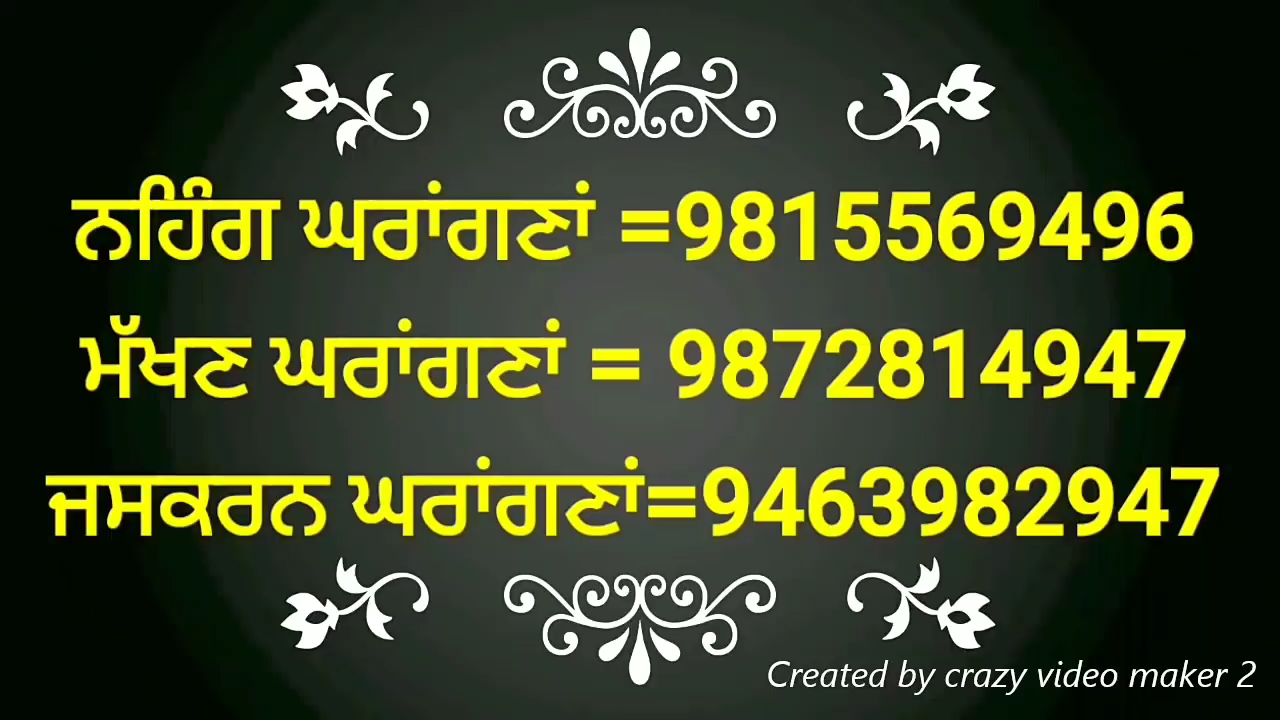 ਨਹਿੰਗ ਘਰਾਂਗਣਾਂ =9815569496
ਮੱਖਣ ਘਰਾਂਗਣਾਂ = 9872814947
ਜਸਕਰਨ ਘਰਾਂਗਣਾਂ=9463982947
Created by crazy video maker 2